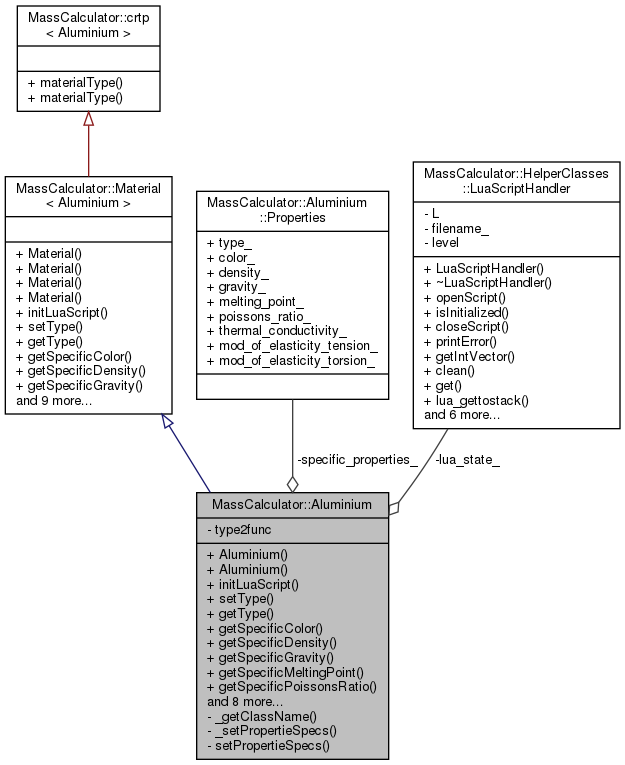 MassCalculator::crtp
< Aluminium >
+ materialType()
+ materialType()
MassCalculator::Material
< Aluminium >
+ Material()
+ Material()
+ Material()
+ Material()
+ initLuaScript()
+ setType()
+ getType()
+ getSpecificColor()
+ getSpecificDensity()
+ getSpecificGravity()
and 9 more...
MassCalculator::Aluminium
::Properties
+ type_
+ color_
+ density_
+ gravity_
+ melting_point_
+ poissons_ratio_
+ thermal_conductivity_
+ mod_of_elasticity_tension_
+ mod_of_elasticity_torsion_
MassCalculator::HelperClasses
::LuaScriptHandler
- L
- filename_
- level
+ LuaScriptHandler()
+ ~LuaScriptHandler()
+ openScript()
+ isInitialized()
+ closeScript()
+ printError()
+ getIntVector()
+ clean()
+ get()
+ lua_gettostack()
and 6 more...
-specific_properties_
-lua_state_
MassCalculator::Aluminium
- type2func
+ Aluminium()
+ Aluminium()
+ initLuaScript()
+ setType()
+ getType()
+ getSpecificColor()
+ getSpecificDensity()
+ getSpecificGravity()
+ getSpecificMeltingPoint()
+ getSpecificPoissonsRatio()
and 8 more...
- _getClassName()
- _setPropertieSpecs()
- setPropertieSpecs()